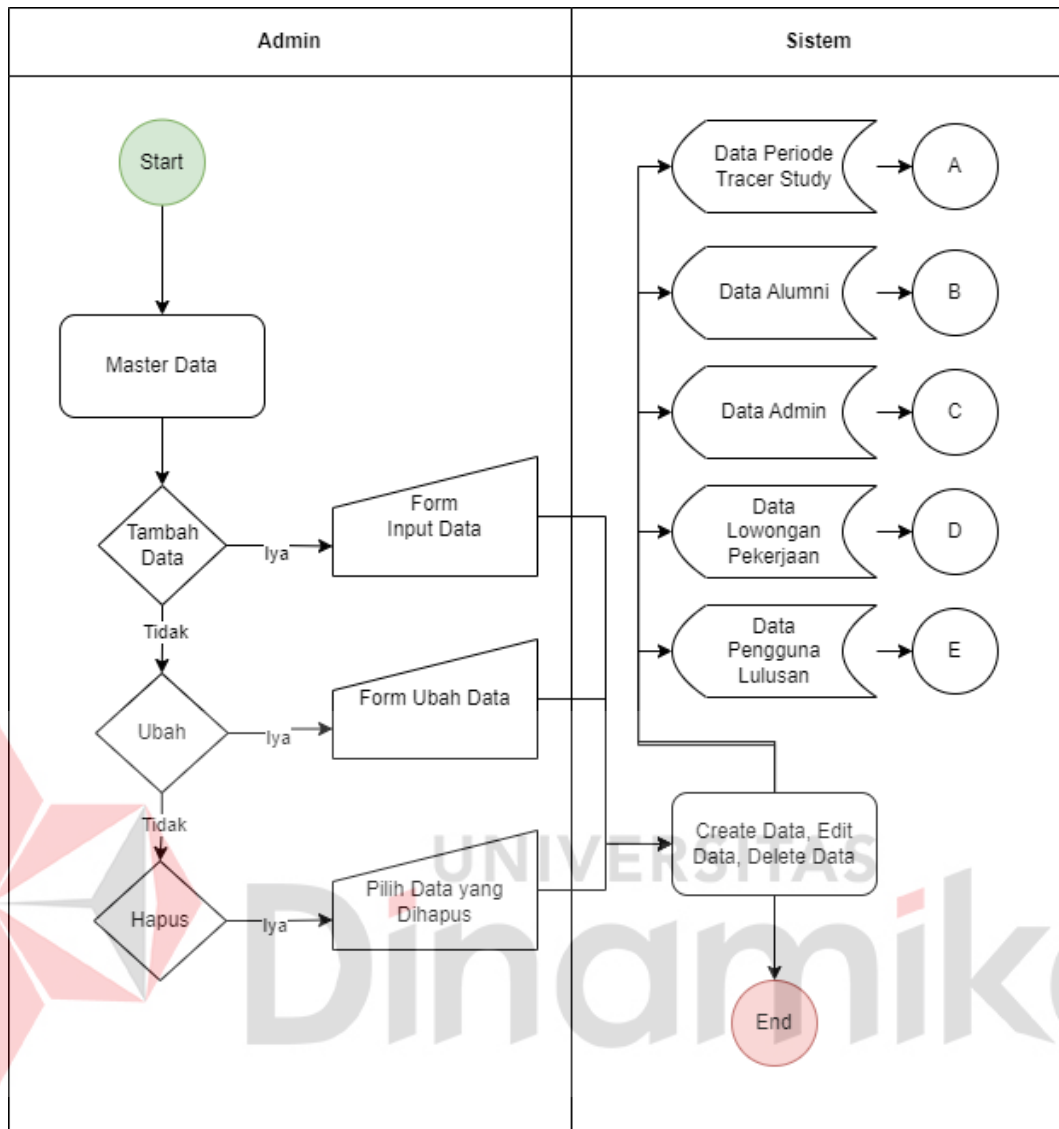 Admin
Sistem
Start
Master Data
Tambah
Data
Iya
Form
Input Data
Tidak
Ubah
Iya
Form Ubah Data
Tidak
Hapus
Iya
Pilih Data yang
Dihapus
Data Periode
Tracer Study
A
Data Alumni
B
Data Admin
C
Data
Lowongan
Pekerjaan
D
Data
Pengguna
Lulusan
E
Create Data, Edit
Data, Delete Data
End
UNIVERSITAS
Dinamika